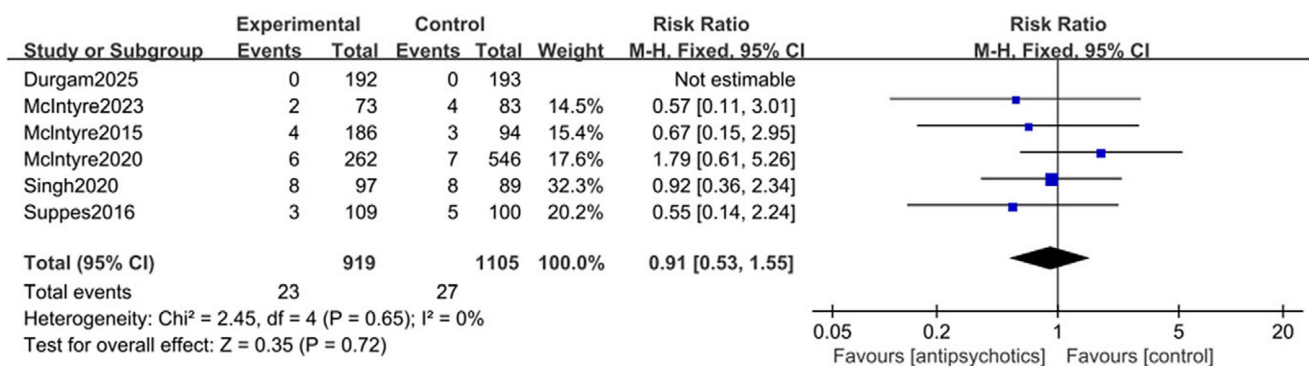 Experimental Control Risk Ratio Risk Ratio
Study or Subgroup Events Total Events Total Weight M-H, Fixed, 95% CI M-H, Fixed, 95% CI
Durgam2025 0 192 0 193 Not estimable
McIntyre2023 2 73 4 83 14.5% 0.57 [0.11, 3.01]
McIntyre2015 4 186 3 94 15.4% 0.67 [0.15, 2.95]
McIntyre2020 6 262 7 546 17.6% 1.79 [0.61, 5.26]
Singh2020 8 97 8 89 32.3% 0.92 [0.36, 2.34]
Suppes2016 3 109 5 100 20.2% 0.55 [0.14, 2.24]
Total (95% CI) 919 1105 100.0% 0.91 [0.53, 1.55]
Total events 23 27
Heterogeneity: Chi² = 2.45, df = 4 (P = 0.65); I² = 0%
Test for overall effect: Z = 0.35 (P = 0.72)
0.05 0.2 1 5 20
Favours [antipsychotics] Favours [control]